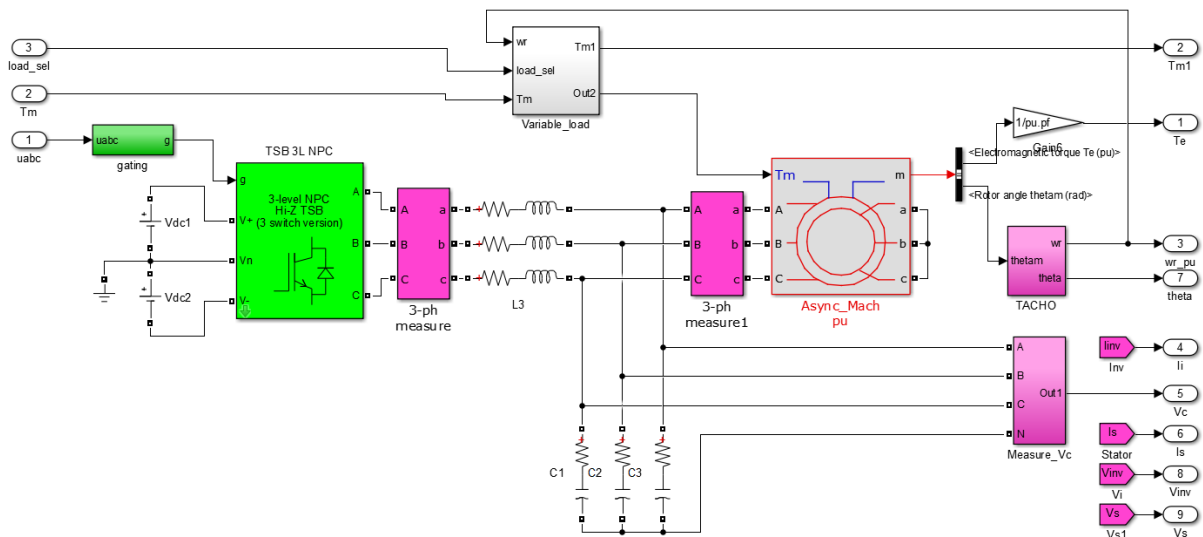 3
load_sel
2
Tm
1
uabc
uabc
g
gating
wr
load_sel
Tm
Tm1
Out2
Variable_load
2
Tm1
1/pu.pf
Gain6
1
Te
<Electromagnetic torque Te (pu)>
<Rotor angle thetam (rad)>
TSB 3L NPC
g
V+
Vn
V-
3-level NPC
Hi-Z TSB
(3 switch version)
A
B
C
Vdc1
Vdc2
A
B
C
a
b
c
3-ph
measure
L3
A
B
C
a
b
c
3-ph
measure1
Tm
m
A
B
C
a
b
c
Async_Mach
pu
thetam
wr
theta
TACHO
3
wr_pu
7
theta
A
B
C
N
Out1
Measure_Vc
C1
C2
C3
Iinv
Inv
4
Ii
5
Vc
Is
Stator
6
Is
Vinv
Vi
8
Vinv
Vs
Vs1
9
Vs